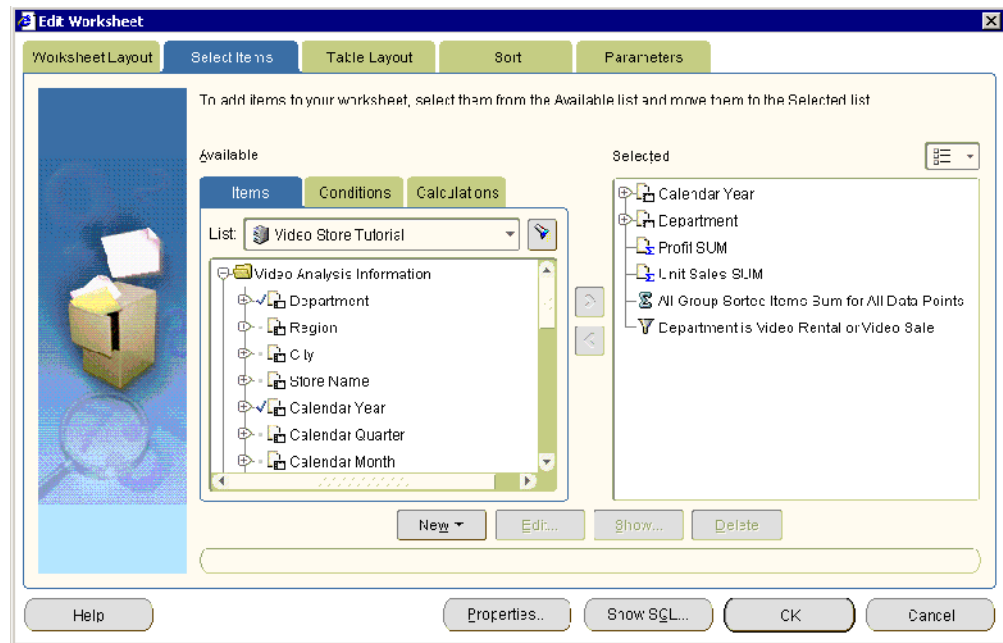 Edit Worksheet
Worksheet Layout
Select Items
Table Layout
Sort
Parameters
To add items to your worksheet, select them from the Available list and move them to the Selected list
Available
Selected
Items
Conditions
Calculations
List:
Video Store Tutorial
Video Analysis Information
Department
Region
City
Store Name
Calendar Year
Calendar Quarter
Calendar Month
Calendar Year
Department
Profit SUM
Unit Sales SUM
All Group Sorted Items Sum for All Data Points
Department is Video Rental or Video Sale
New
Edit...
Show...
Delete
Help
Properties..
Show SQL...
OK
Cancel